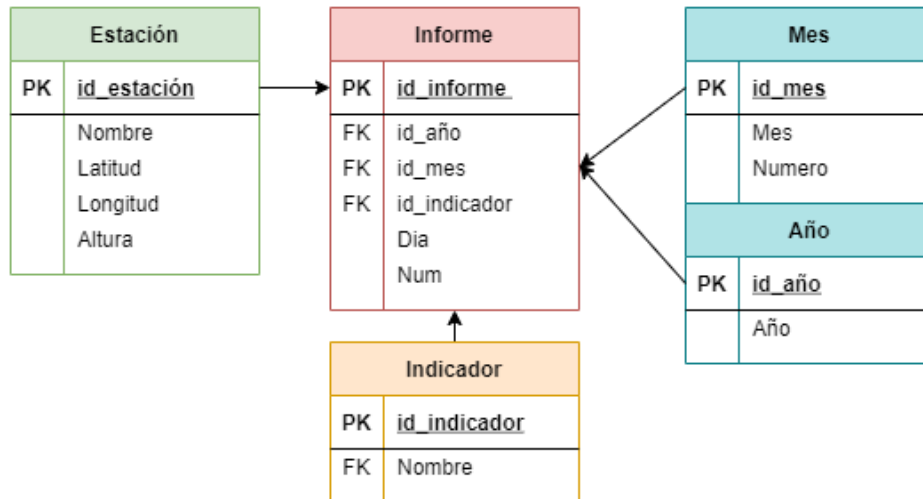 Estación
PK id_estación
Nombre
Latitud
Longitud
Altura
Informe
PK id_informe
FK id_año
FK id_mes
FK id_indicador
Dia
Num
Mes
PK id_mes
Mes
Numero
Año
PK id_año
Año
Indicador
PK id_indicador
FK Nombre